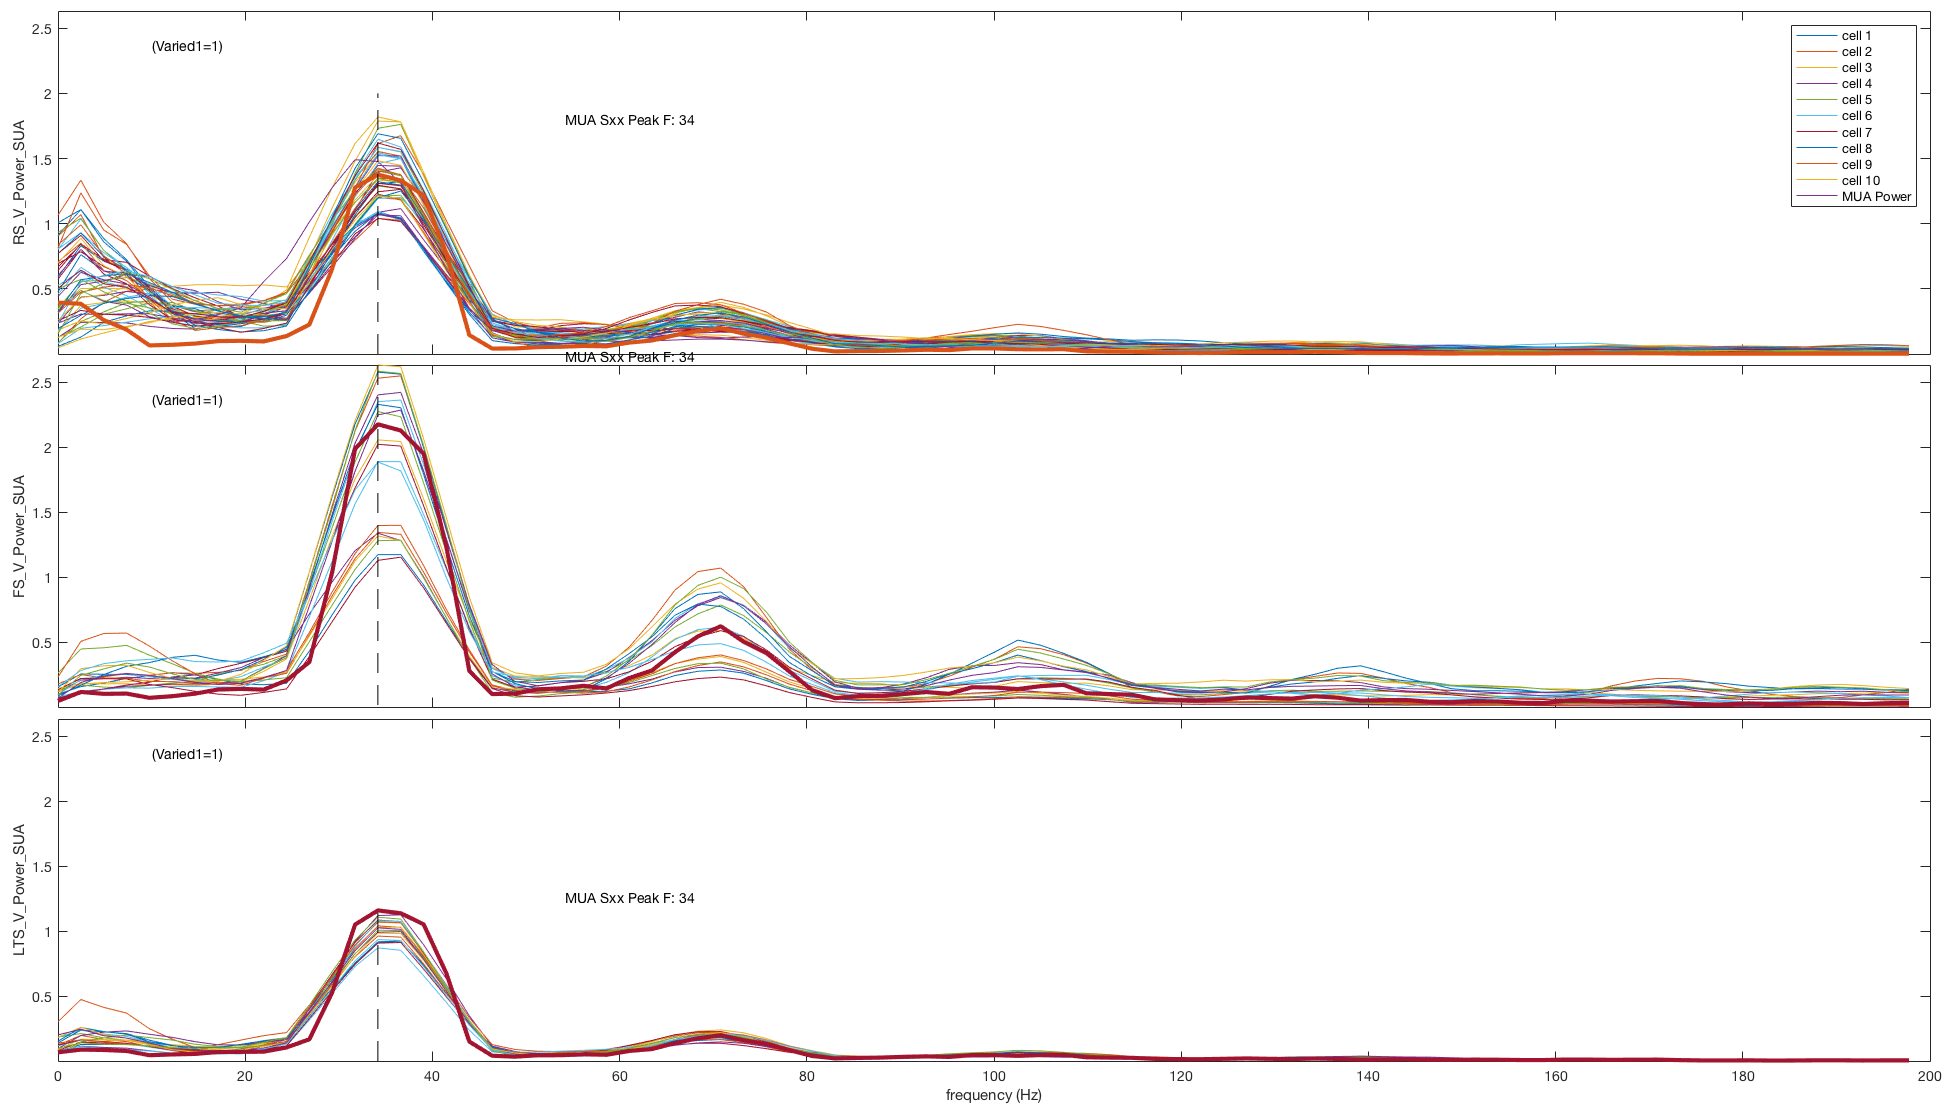 2.5
2
1.5
1
0.5
RS_V_Power_SUA
(Varied1=1)
MUA Sxx Peak F: 34
cell 1
cell 2
cell 3
cell 4
cell 5
cell 6
cell 7
cell 8
cell 9
cell 10
MUA Power
MUA Sxx Peak F: 34
2.5
2
1.5
1
0.5
FS_V_Power_SUA
(Varied1=1)
2.5
2
1.5
1
0.5
LTS_V_Power_SUA
(Varied1=1)
MUA Sxx Peak F: 34
0 20 40 60 80 100 120 140 160 180 200
frequency (Hz)